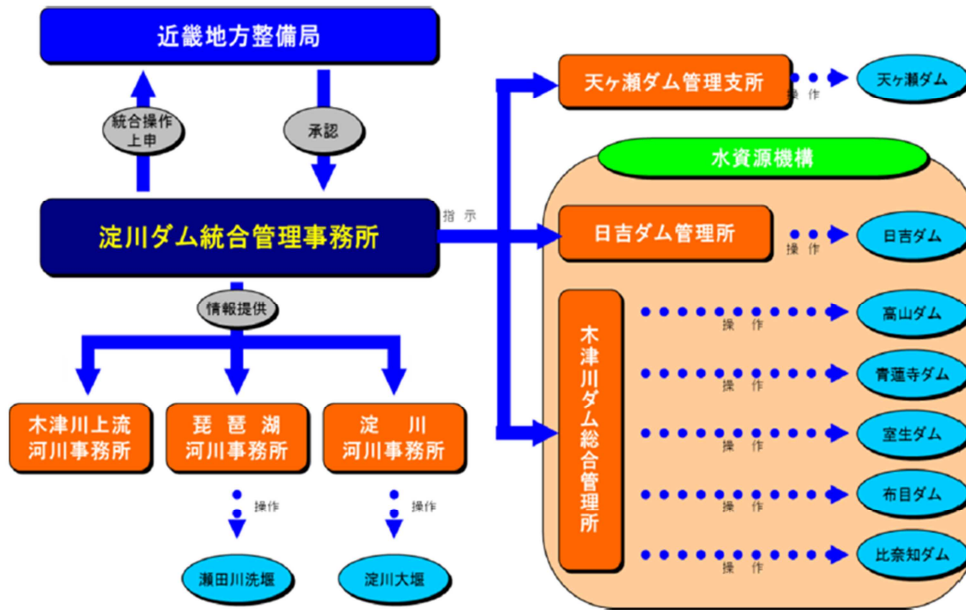 近畿地方整備局
統合操作
上申
承認
淀川ダム統合管理事務所
指示
情報提供
木津川上流
河川事務所
琵琶湖
河川事務所
淀川
河川事務所
操作
操作
瀬田川洗堰
淀川大堰
天ヶ瀬ダム管理支所
操作
天ヶ瀬ダム
水資源機構
日吉ダム管理所
操作
日吉ダム
木津川ダム総合管理所
操作
高山ダム
操作
青蓮寺ダム
操作
室生ダム
操作
布目ダム
操作
比奈知ダム